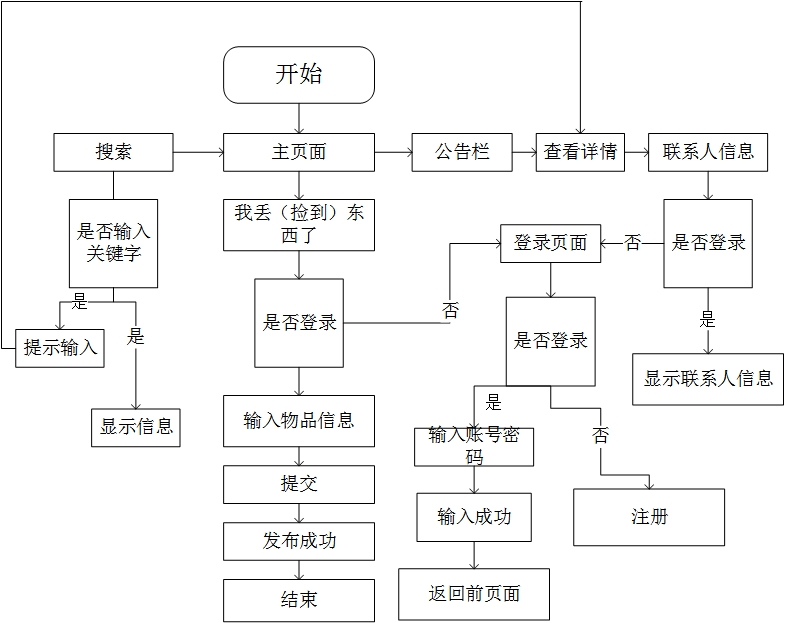 开始
搜索
主页面
公告栏
查看详情
联系人信息
我丢（捡到）东
西了
是否输入
关键字
登录页面
否
是否登录
是否登录
否
是
是
提示输入
是否登录
是
显示联系人信息
显示信息
输入物品信息
是
输入账号密
码
否
提交
输入成功
注册
发布成功
返回前页面
结束